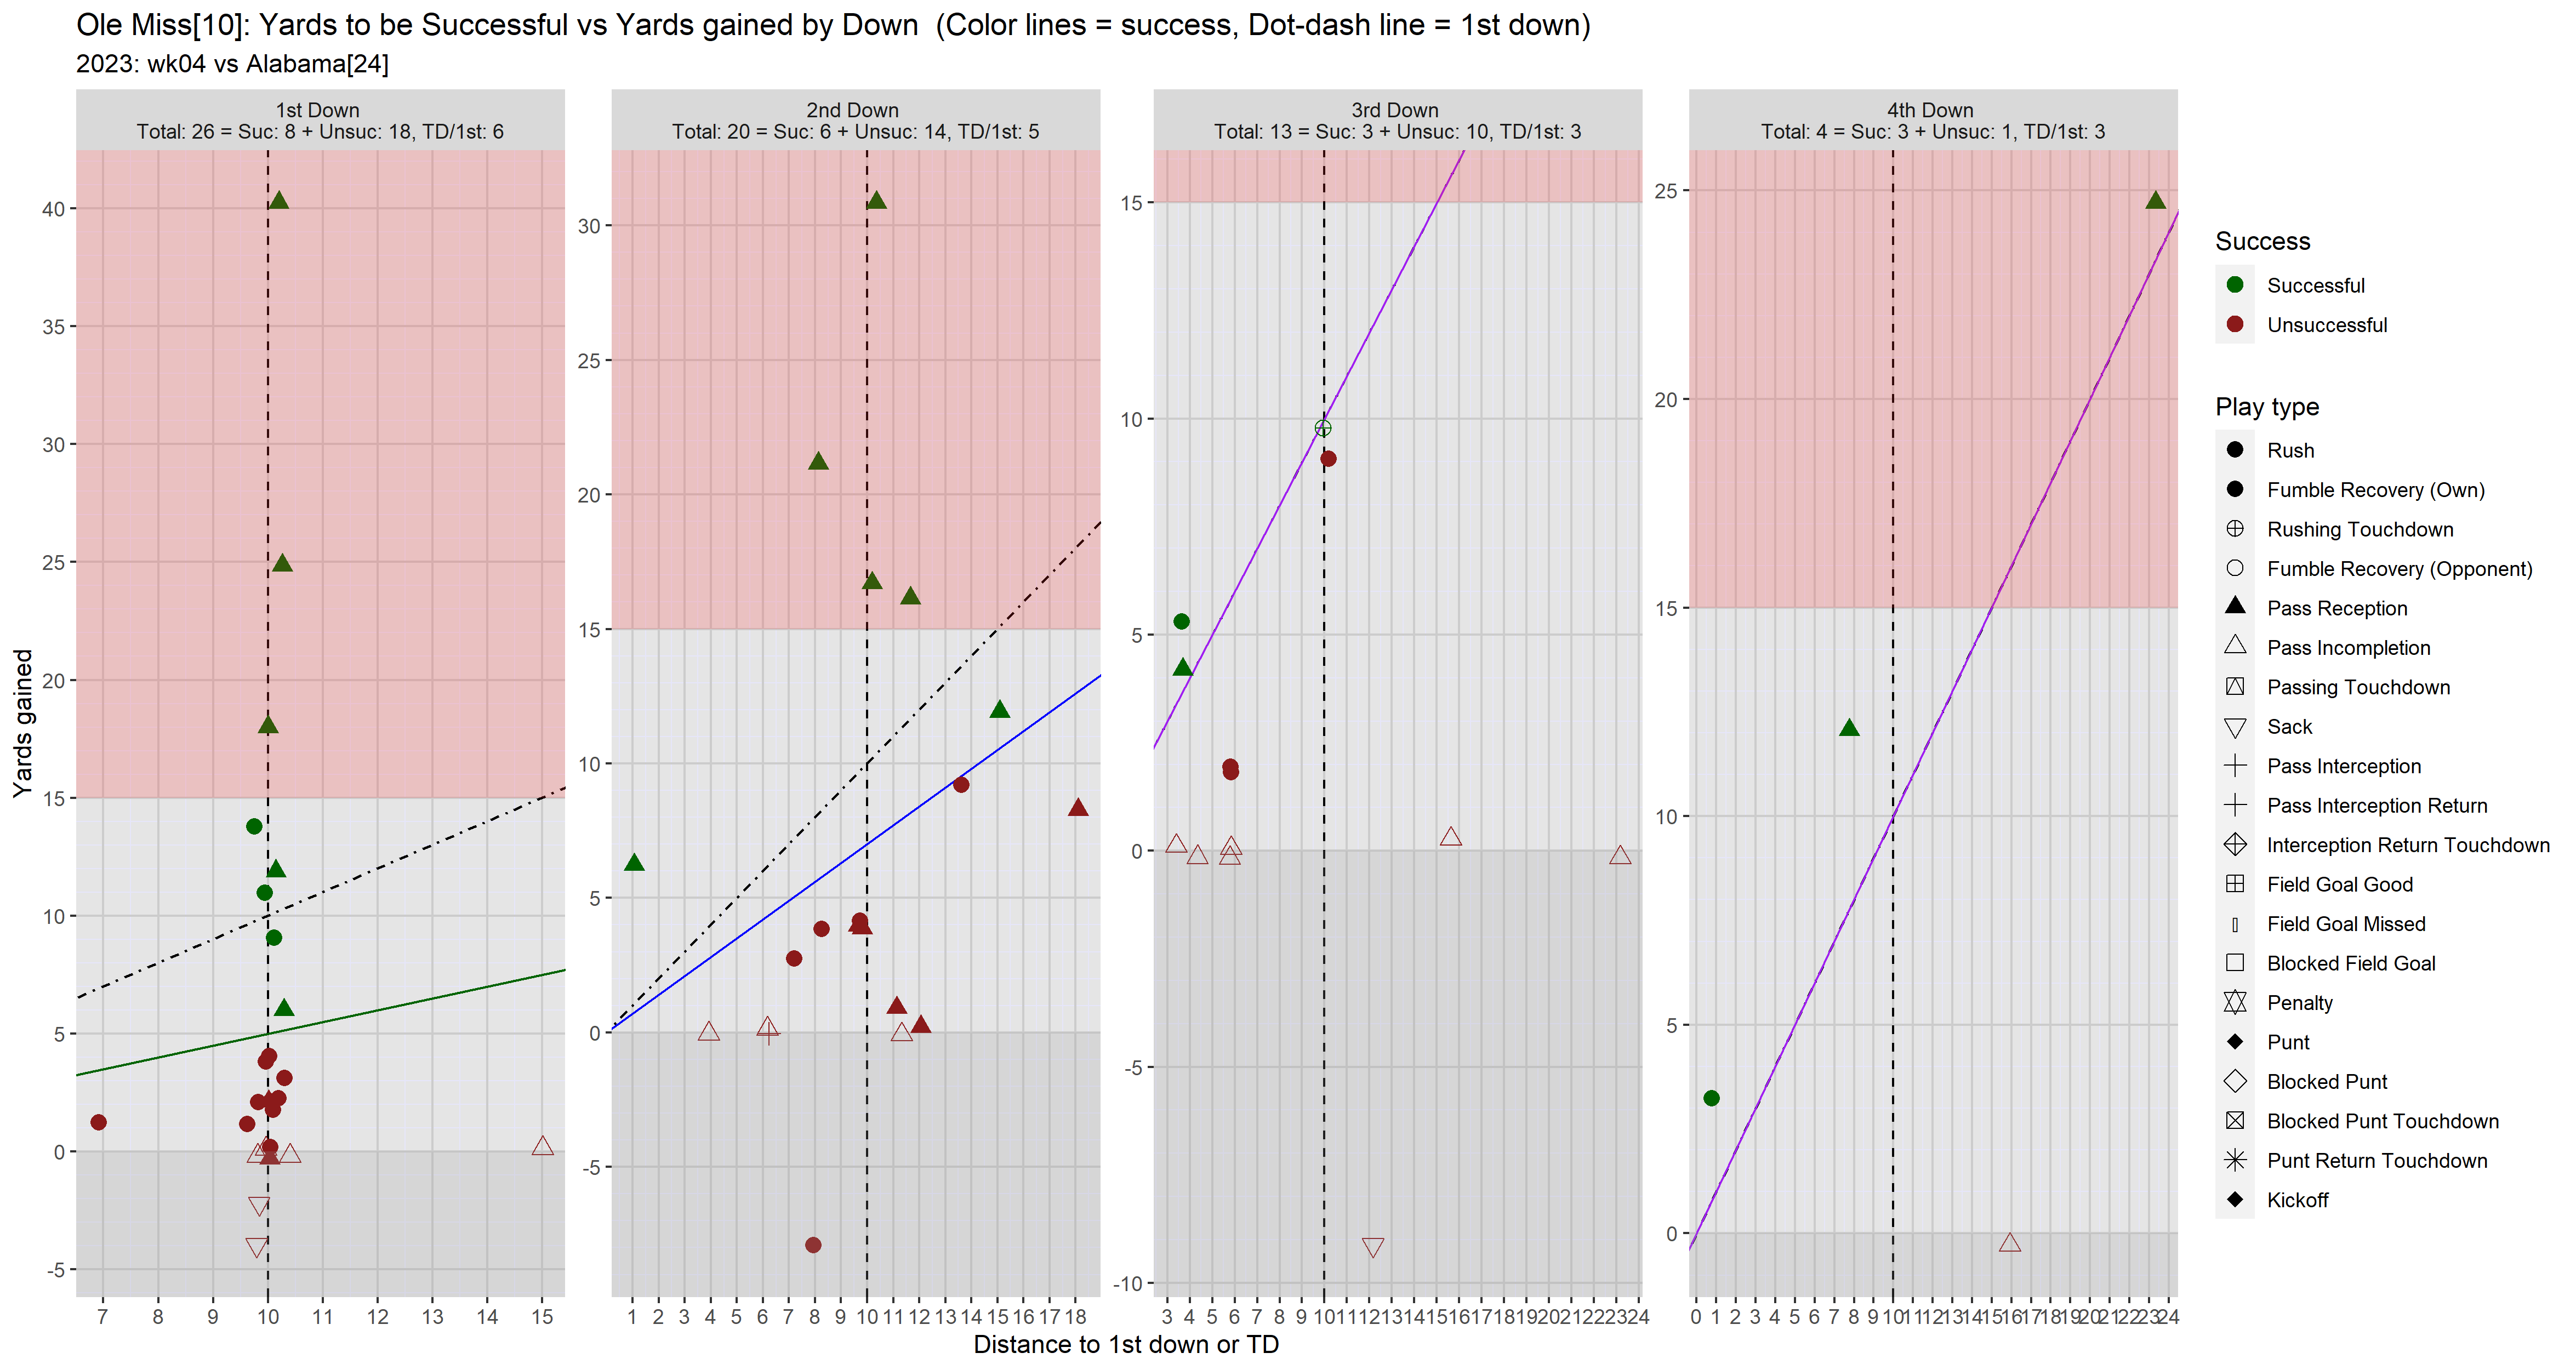 Ole Miss[10]: Yards to be Successful vs Yards gained by Down  (Color lines = success, Dot-dash line = 1st down)
2023: wk04 vs Alabama[24]
1st Down
Total: 26 = Suc: 8 + Unsuc: 18, TD/1st: 6
2nd Down
Total: 20 = Suc: 6 + Unsuc: 14, TD/1st: 5
3rd Down
Total: 13 = Suc: 3 + Unsuc: 10, TD/1st: 3
4th Down
Total: 4 = Suc: 3 + Unsuc: 1, TD/1st: 3
Yards gained
40
35
30
25
20
15
10
5
0
-5
7 8 9 10 11 12 13 14 15
30
25
20
15
10
5
0
-5
1 2 3 4 5 6 7 8 9 10 11 12 13 14 15 16 17 18
15
10
5
0
-5
-10
3 4 5 6 7 8 9 10 11 12 13 14 15 16 17 18 19 20 21 22 23 24
25
20
15
10
5
0
0 1 2 3 4 5 6 7 8 9 10 11 12 13 14 15 16 17 18 19 20 21 22 23 24
Distance to 1st down or TD
Success
Successful
Unsuccessful
Play type
Rush
Fumble Recovery (Own)
Rushing Touchdown
Fumble Recovery (Opponent)
Pass Reception
Pass Incompletion
Passing Touchdown
Sack
Pass Interception
Pass Interception Return
Interception Return Touchdown
Field Goal Good
Field Goal Missed
Blocked Field Goal
Penalty
Punt
Blocked Punt
Blocked Punt Touchdown
Punt Return Touchdown
Kickoff